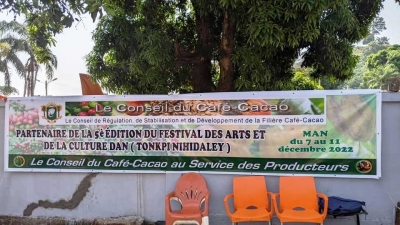 Le Conseil du Café-Cacao
Le Conseil de Régulation, de Stabilisation et de Développement de la Filière Café-Cacao
PARTENAIRE DE LA 5e ÉDITION DU FESTIVAL DES ARTS ET
DE LA CULTURE DAN ( TONKPI NIHIDALEY )
MAN
du 7 au 11
décembre 2022
Le Conseil du Café-Cacao au Service des Producteurs